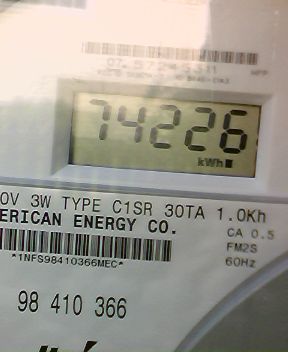 74226
kWh
0V 3W TYPE C1SR 30TA 1.0Kh
ERICAN ENERGY CO.
CA 0.5
FM2S
60Hz
*1NFS98410366MEC*
98 410 366